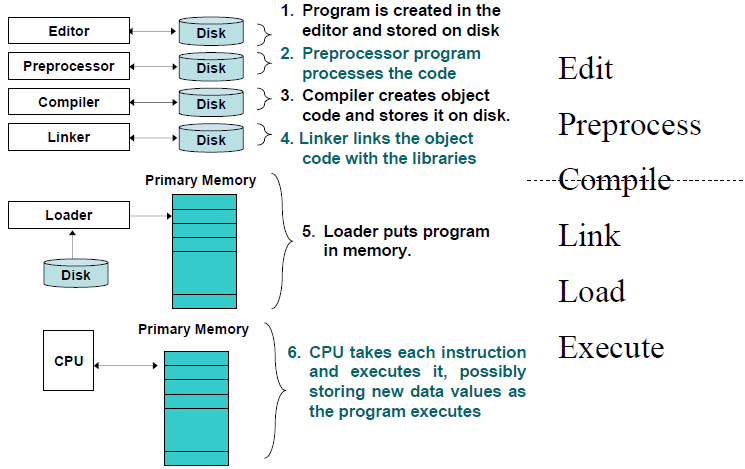 Editor
Disk
1. Program is created in the
editor and stored on disk
Preprocessor
Disk
2. Preprocessor program
processes the code
Compiler
Disk
3. Compiler creates object
code and stores it on disk.
Linker
Disk
4. Linker links the object
code with the libraries
Primary Memory
Loader
Disk
5. Loader puts program
in memory.
Primary Memory
CPU
6. CPU takes each instruction
and executes it, possibly
storing new data values as
the program executes
Edit
Preprocess
Compile
Link
Load
Execute